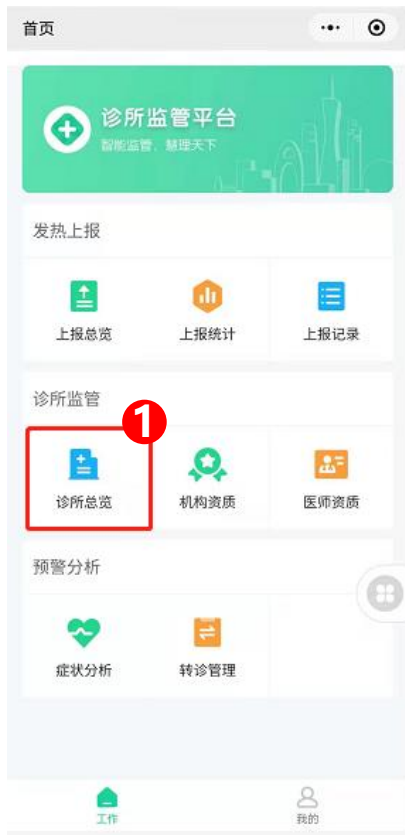 首页
诊所监管平台
智能监管，慧理天下
发热上报
上报总览
上报统计
上报记录
诊所监管
1
诊所总览
机构资质
医师资质
预警分析
症状分析
转诊管理
工作
我的